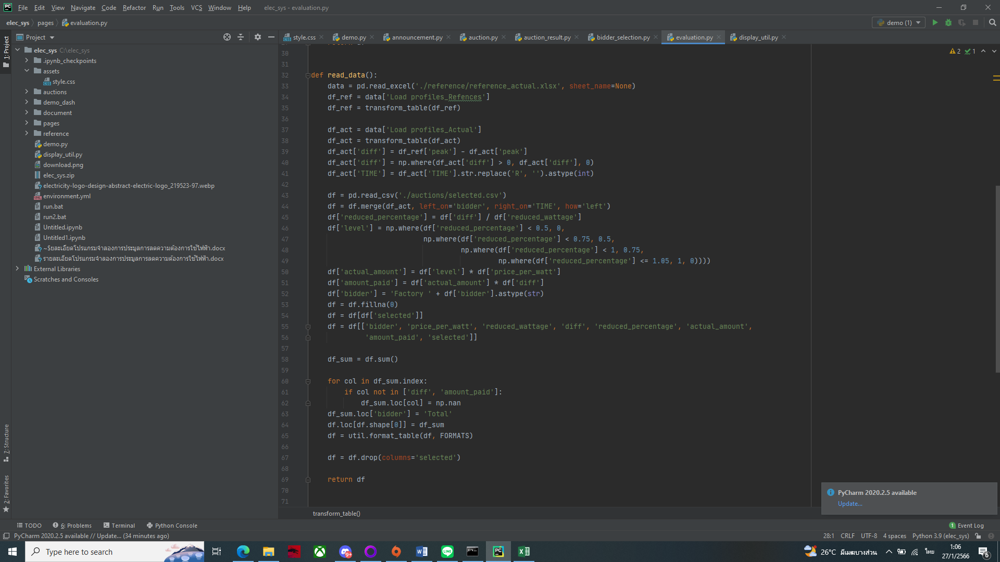 File Edit View Navigate Code Refactor Run Tools VCS Window Help elec_sys - evaluation.py
elec_sys pages evaluation.py demo (1)
1: Project
Project
style.css demo.py announcement.py auction.py auction_result.py bidder_selection.py evaluation.py display_util.py
elec_sys C:\elec_sys
.ipynb_checkpoints
assets
style.css
auctions
demo_dash
document
pages
reference
demo.py
display_util.py
download.png
elec_sys.zip
electricity-logo-design-abstract-electric-logo_219523-97.webp
environment.yml
run.bat
run2.bat
Untitled.ipynb
Untitled1.ipynb
~$ยละเอียดโปรแกรมจำลองการประมูลการลดความต้องการใช้ไฟฟ้า.docx
รายละเอียดโปรแกรมจำลองการประมูลการลดความต้องการใช้ไฟฟ้า.docx
External Libraries
Scratches and Consoles
2 1
30
31
32 def read_data():
33 data = pd.read_excel('./reference/reference_actual.xlsx', sheet_name=None)
34 df_ref = data['Load profiles_Refences']
35 df_ref = transform_table(df_ref)
36
37 df_act = data['Load profiles_Actual']
38 df_act = transform_table(df_act)
39 df_act['diff'] = df_ref['peak'] - df_act['peak']
40 df_act['diff'] = np.where(df_act['diff'] > 0, df_act['diff'], 0)
41 df_act['TIME'] = df_act['TIME'].str.replace('R', '').astype(int)
42
43 df = pd.read_csv('./auctions/selected.csv')
44 df = df.merge(df_act, left_on='bidder', right_on='TIME', how='left')
45 df['reduced_percentage'] = df['diff'] / df['reduced_wattage']
46 df['level'] = np.where(df['reduced_percentage'] < 0.5, 0,
47 np.where(df['reduced_percentage'] < 0.75, 0.5,
48 np.where(df['reduced_percentage'] < 1, 0.75,
49 np.where(df['reduced_percentage'] <= 1.05, 1, 0))))
50 df['actual_amount'] = df['level'] * df['price_per_watt']
51 df['amount_paid'] = df['actual_amount'] * df['diff']
52 df['bidder'] = 'Factory ' + df['bidder'].astype(str)
53 df = df.fillna(0)
54 df = df[df['selected']]
55 df = df[['bidder', 'price_per_watt', 'reduced_wattage', 'diff', 'reduced_percentage', 'actual_amount',
56 'amount_paid', 'selected']]
57
58 df_sum = df.sum()
59
60 for col in df_sum.index:
61 if col not in ['diff', 'amount_paid']:
62 df_sum.loc[col] = np.nan
63 df_sum.loc['bidder'] = 'Total'
64 df.loc[df.shape[0]] = df_sum
65 df = util.format_table(df, FORMATS)
66
67 df = df.drop(columns='selected')
68
69 return df
70
71
transform_table()
7: Structure
2: Favorites
PyCharm 2020.2.5 available
Update...
TODO 6: Problems Terminal Python Console 1 Event Log
PyCharm 2020.2.5 available // Update... (34 minutes ago) 28:1 CRLF UTF-8 4 spaces Python 3.9 (elec_sys)
Type here to search 9+ LINE 26°C มีเมฆบางส่วน ไทย 1:06
27/1/2566 6